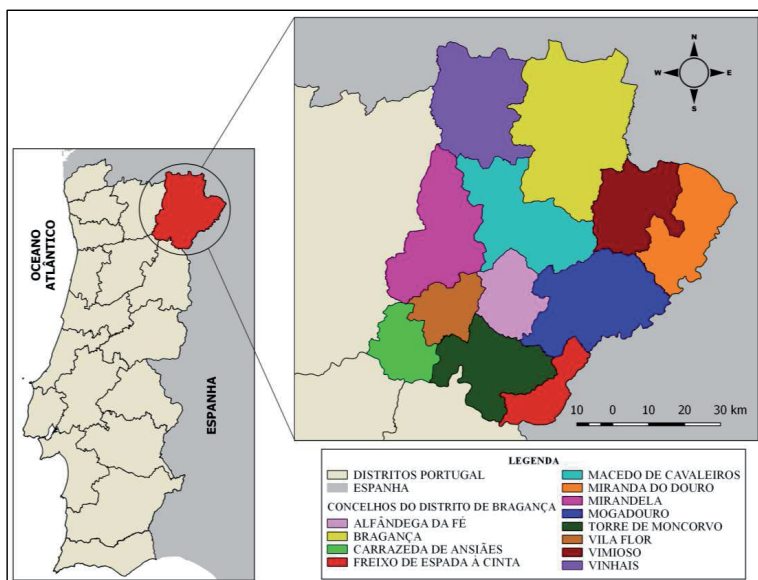 N
W E
S
OCEANO
ATLÂNTICO
ESPANHA
10 0 10 20 30 km
LEGENDA
DISTRITOS PORTUGAL
ESPANHA
CONCELHOS DO DISTRITO DE BRAGANÇA
ALFÂNDEGA DA FÉ
BRAGANÇA
CARRAZEDA DE ANSIÃES
FREIXO DE ESPADA À CINTA
MACEDO DE CAVALEIROS
MIRANDA DO DOURO
MIRANDELA
MOGADOURO
TORRE DE MONCORVO
VILA FLOR
VIMIOSO
VINHAIS